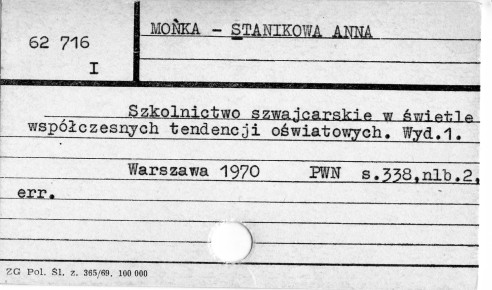 62 716
I
MOŃKA - STANIKOWA ANNA
Szkolnictwo szwajcarskie w świetle
współczesnych tendencji oświatowych. Wyd.1.
Warszawa 1970 PWN s.338,nlb.2,
err.
ZG Pol. Śl. z. 365/69. 100 000